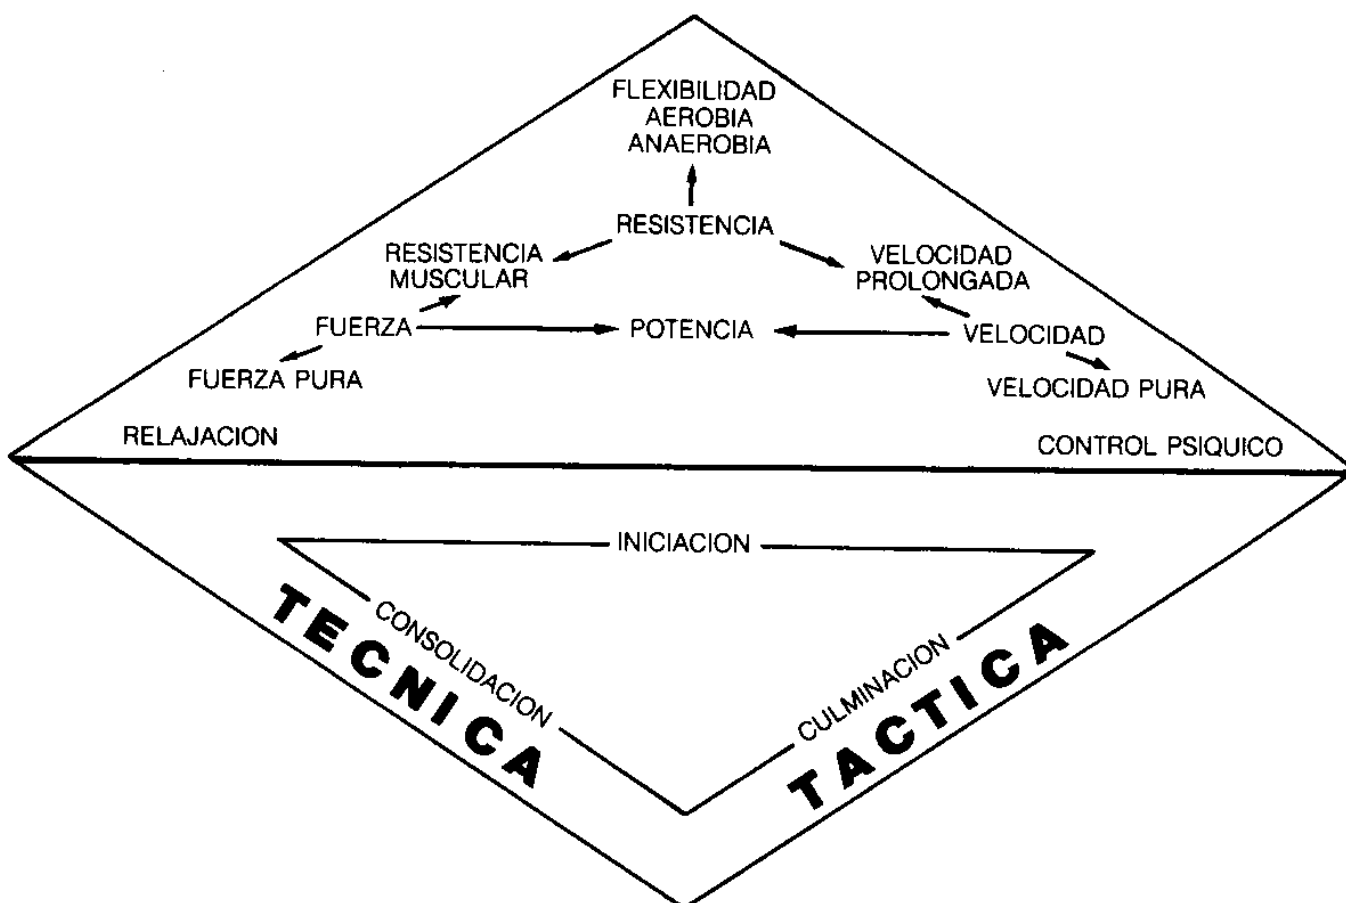 FLEXIBILIDAD
AEROBIA
ANAEROBIA
RESISTENCIA
RESISTENCIA
MUSCULAR
VELOCIDAD
PROLONGADA
FUERZA
POTENCIA
VELOCIDAD
FUERZA PURA
VELOCIDAD PURA
RELAJACION
CONTROL PSIQUICO
INICIACION
CONSOLIDACION
CULMINACION
TECNICA
TACTICA